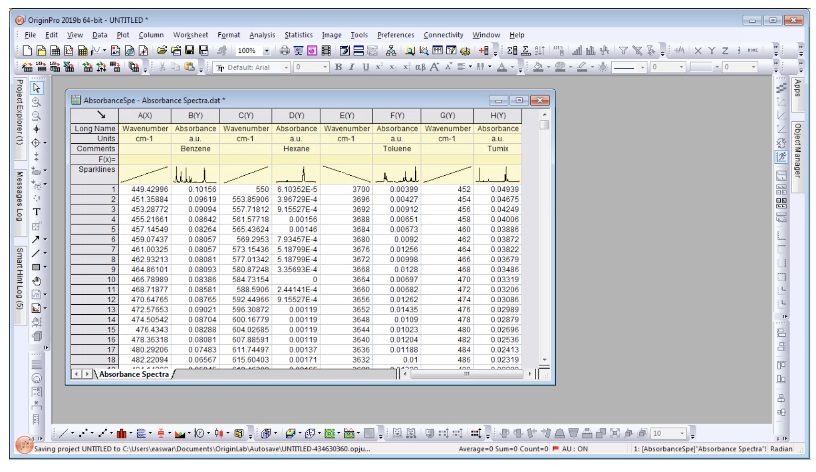 OriginPro 2019b 64-bit - UNTITLED *
File Edit View Data Plot Column Worksheet Format Analysis Statistics Image Tools Preferences Connectivity Window Help
100%
X Y Z
Default: Arial 0 B I U
0 0
Project Explorer (1)
Messages Log
Smart Hint Log (5)
Apps
Object Manager
AbsorbanceSpe - Absorbance Spectra.dat *
A(X) B(Y) C(Y) D(Y) E(Y) F(Y) G(Y) H(Y)
Long Name Wavenumber Absorbance Wavenumber Absorbance Wavenumber Absorbance Wavenumber Absorbance
Units cm-1 a.u. cm-1 a.u. cm-1 a.u. cm-1 a.u.
Comments Benzene Hexane Toluene Tumix
F(x)=
Sparklines
1 449.42996 0.10156 550 6.10352E-5 3700 0.00399 452 0.04939
2 451.35884 0.09619 553.85906 3.96729E-4 3696 0.00427 454 0.04675
3 453.28772 0.09094 557.71812 9.15527E-4 3692 0.00912 456 0.04249
4 455.21661 0.08642 561.57718 0.00156 3688 0.00651 458 0.04006
5 457.14549 0.08264 565.43624 0.00146 3684 0.00673 460 0.03886
6 459.07437 0.08057 569.2953 7.93457E-4 3680 0.0092 462 0.03872
7 461.00325 0.08057 573.15436 5.18799E-4 3676 0.01256 464 0.03822
8 462.93213 0.08081 577.01342 5.18799E-4 3672 0.00998 466 0.03679
9 464.86101 0.08093 580.87248 3.35693E-4 3668 0.0128 468 0.03486
10 466.78989 0.08386 584.73154 0 3664 0.00697 470 0.03319
11 468.71877 0.08581 588.5906 2.44141E-4 3660 0.00682 472 0.03206
12 470.64765 0.08765 592.44966 9.15527E-4 3656 0.01262 474 0.03086
13 472.57653 0.09021 596.30872 0.00119 3652 0.01435 476 0.02989
14 474.50542 0.08704 600.16779 0.00119 3648 0.0109 478 0.02879
15 476.4343 0.08288 604.02685 0.00119 3644 0.01023 480 0.02696
16 478.36318 0.08081 607.88591 0.00119 3640 0.01204 482 0.02536
17 480.29206 0.07483 611.74497 0.00137 3636 0.01188 484 0.02413
18 482.22094 0.06567 615.60403 0.00171 3632 0.01 486 0.02319
Absorbance Spectra
10
Saving project UNTITLED to C:\Users\easwar\Documents\OriginLab\Autosave\UNTITLED-434630360.opju...
Average=0 Sum=0 Count=0 AU : ON 1: [AbsorbanceSpe]"Absorbance Spectra"! Radian